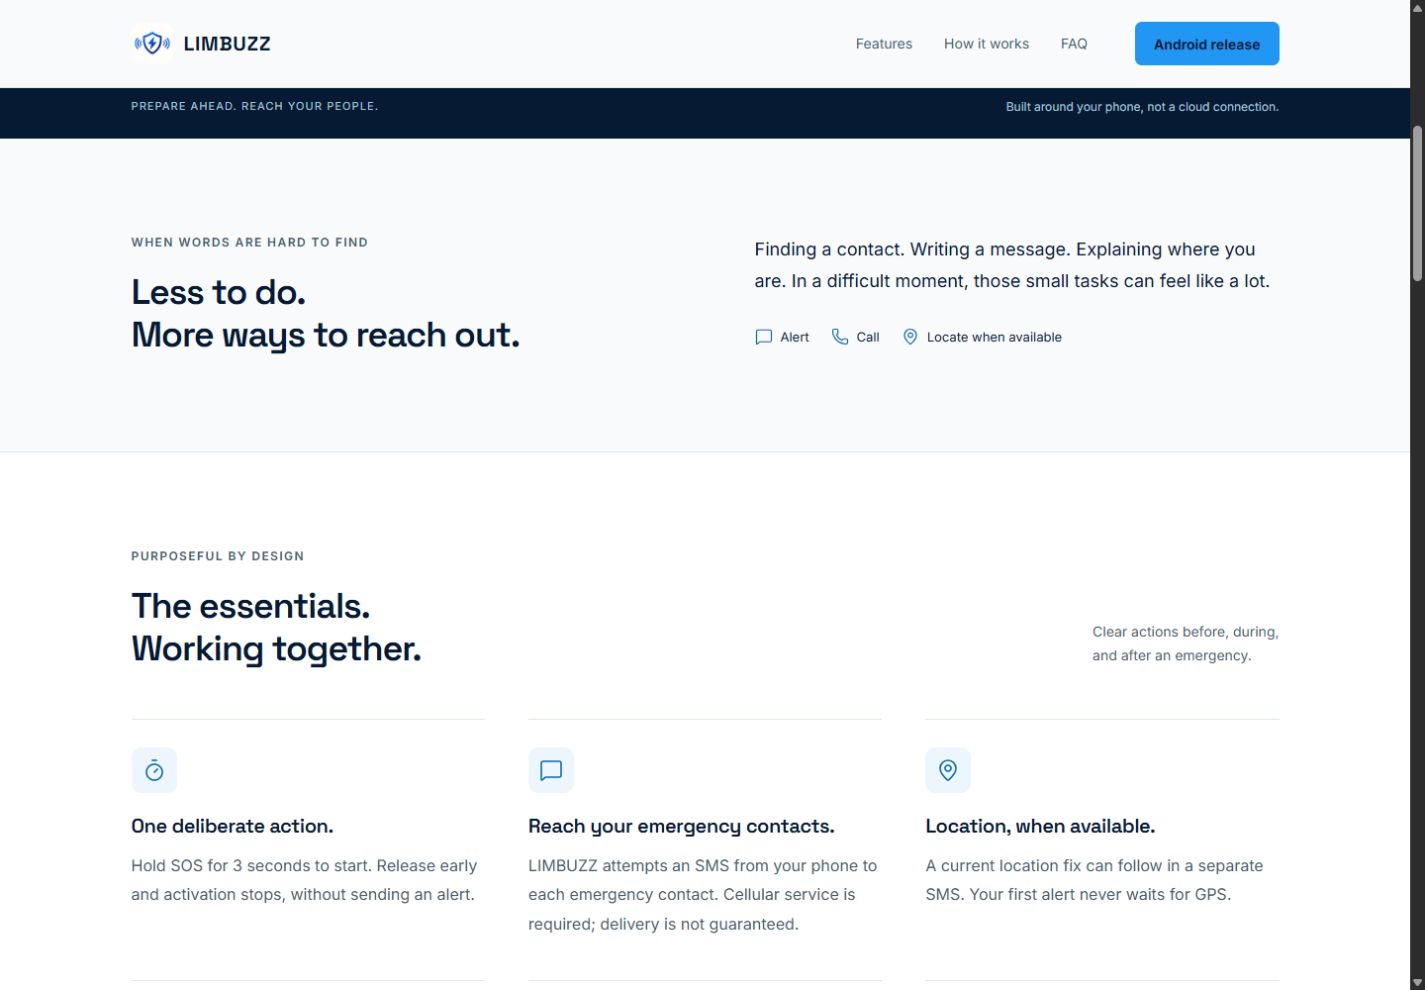 LIMBUZZ
Features
How it works
FAQ
Android release
PREPARE AHEAD. REACH YOUR PEOPLE.
Built around your phone, not a cloud connection.
WHEN WORDS ARE HARD TO FIND
Less to do.
More ways to reach out.
Finding a contact. Writing a message. Explaining where you
are. In a difficult moment, those small tasks can feel like a lot.
Alert
Call
Locate when available
PURPOSEFUL BY DESIGN
The essentials.
Working together.
Clear actions before, during,
and after an emergency.
One deliberate action.
Hold SOS for 3 seconds to start. Release early
and activation stops, without sending an alert.
Reach your emergency contacts.
LIMBUZZ attempts an SMS from your phone to
each emergency contact. Cellular service is
required; delivery is not guaranteed.
Location, when available.
A current location fix can follow in a separate
SMS. Your first alert never waits for GPS.